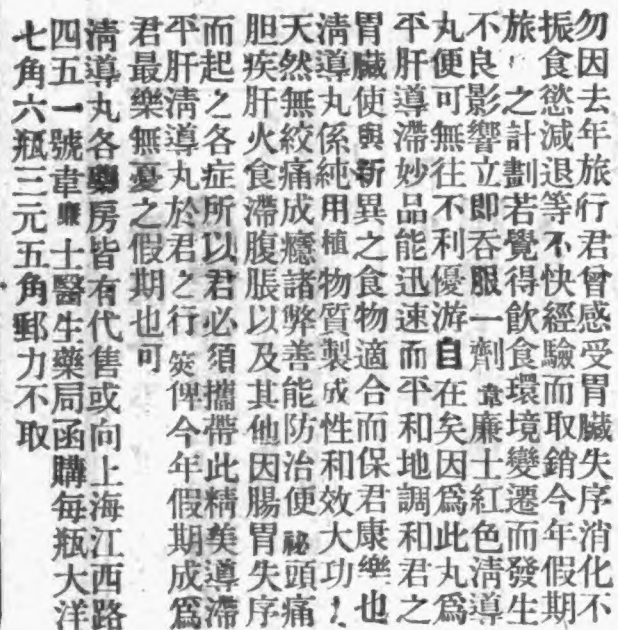 勿因去年旅行君曾感受胃臟失序消化不
振食慾減退等不快經驗而取銷今年假期
旅之計劃若覺得飲食環境變遷而發生
不良影響立即吞服一劑韋廉士紅色清導
丸便可無往不利優游自在矣因為此丸為
平肝導滯妙品能迅速而平和地調和君之
胃臟使與新異之食物適合而保君康樂也
清導丸係純用植物質製成性和效大功
天然無絞痛成癮諸弊善能防治便祕頭痛
胆疾肝火食滯腹脹以及其他因腸胃失序
而起之各症所以君必須攜帶此精美導滯
平肝清導丸於君之行篋俾今年假期成為
君最樂無憂之假期也可
清導丸各藥房皆有代售或向上海江西路
四五一號韋廉士醫生藥局函購每瓶大洋
七角六瓶三元五角郵力不取